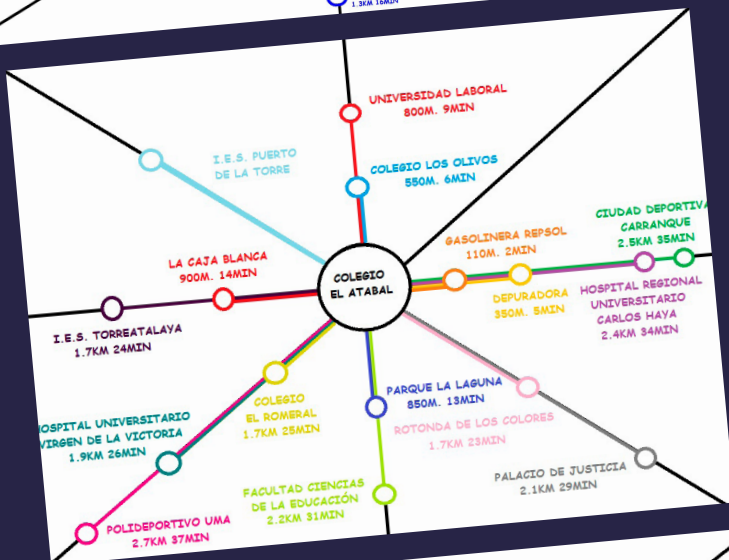 1.3KM 16MIN
UNIVERSIDAD LABORAL
800M. 9MIN
I.E.S. PUERTO
DE LA TORRE
COLEGIO LOS OLIVOS
550M. 6MIN
CIUDAD DEPORTIVA
CARRANQUE
2.5KM 35MIN
GASOLINERA REPSOL
110M. 2MIN
LA CAJA BLANCA
900M. 14MIN
COLEGIO
EL ATABAL
DEPURADORA
350M. 5MIN
HOSPITAL REGIONAL
UNIVERSITARIO
CARLOS HAYA
2.4KM 34MIN
I.E.S. TORREATALAYA
1.7KM 24MIN
PARQUE LA LAGUNA
850M. 13MIN
COLEGIO
EL ROMERAL
1.7KM 25MIN
ROTONDA DE LOS COLORES
1.7KM 23MIN
OSPITAL UNIVERSITARIO
VIRGEN DE LA VICTORIA
1.9KM 26MIN
PALACIO DE JUSTICIA
2.1KM 29MIN
FACULTAD CIENCIAS
DE LA EDUCACIÓN
2.2KM 31MIN
POLIDEPORTIVO UMA
2.7KM 37MIN